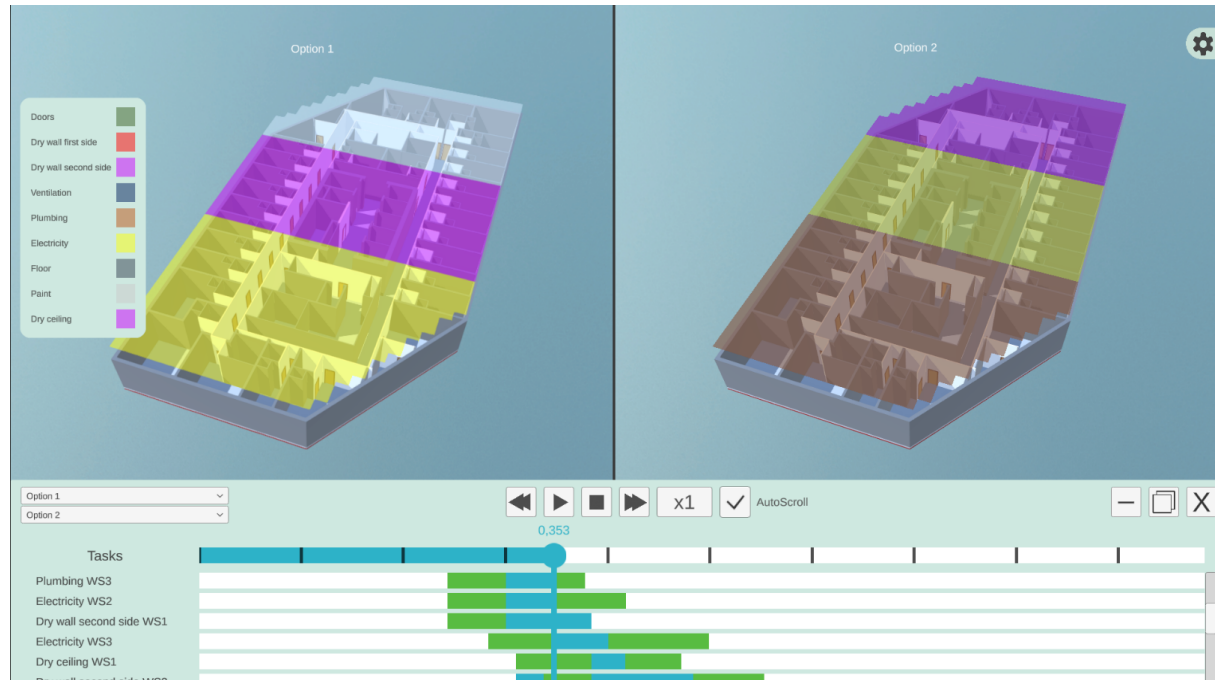 Option 1
Option 2
Doors
Dry wall first side
Dry wall second side
Ventilation
Plumbing
Electricity
Floor
Paint
Dry ceiling
Option 1
Option 2
x1
AutoScroll
0,353
Tasks
Plumbing WS3
Electricity WS2
Dry wall second side WS1
Electricity WS3
Dry ceiling WS1